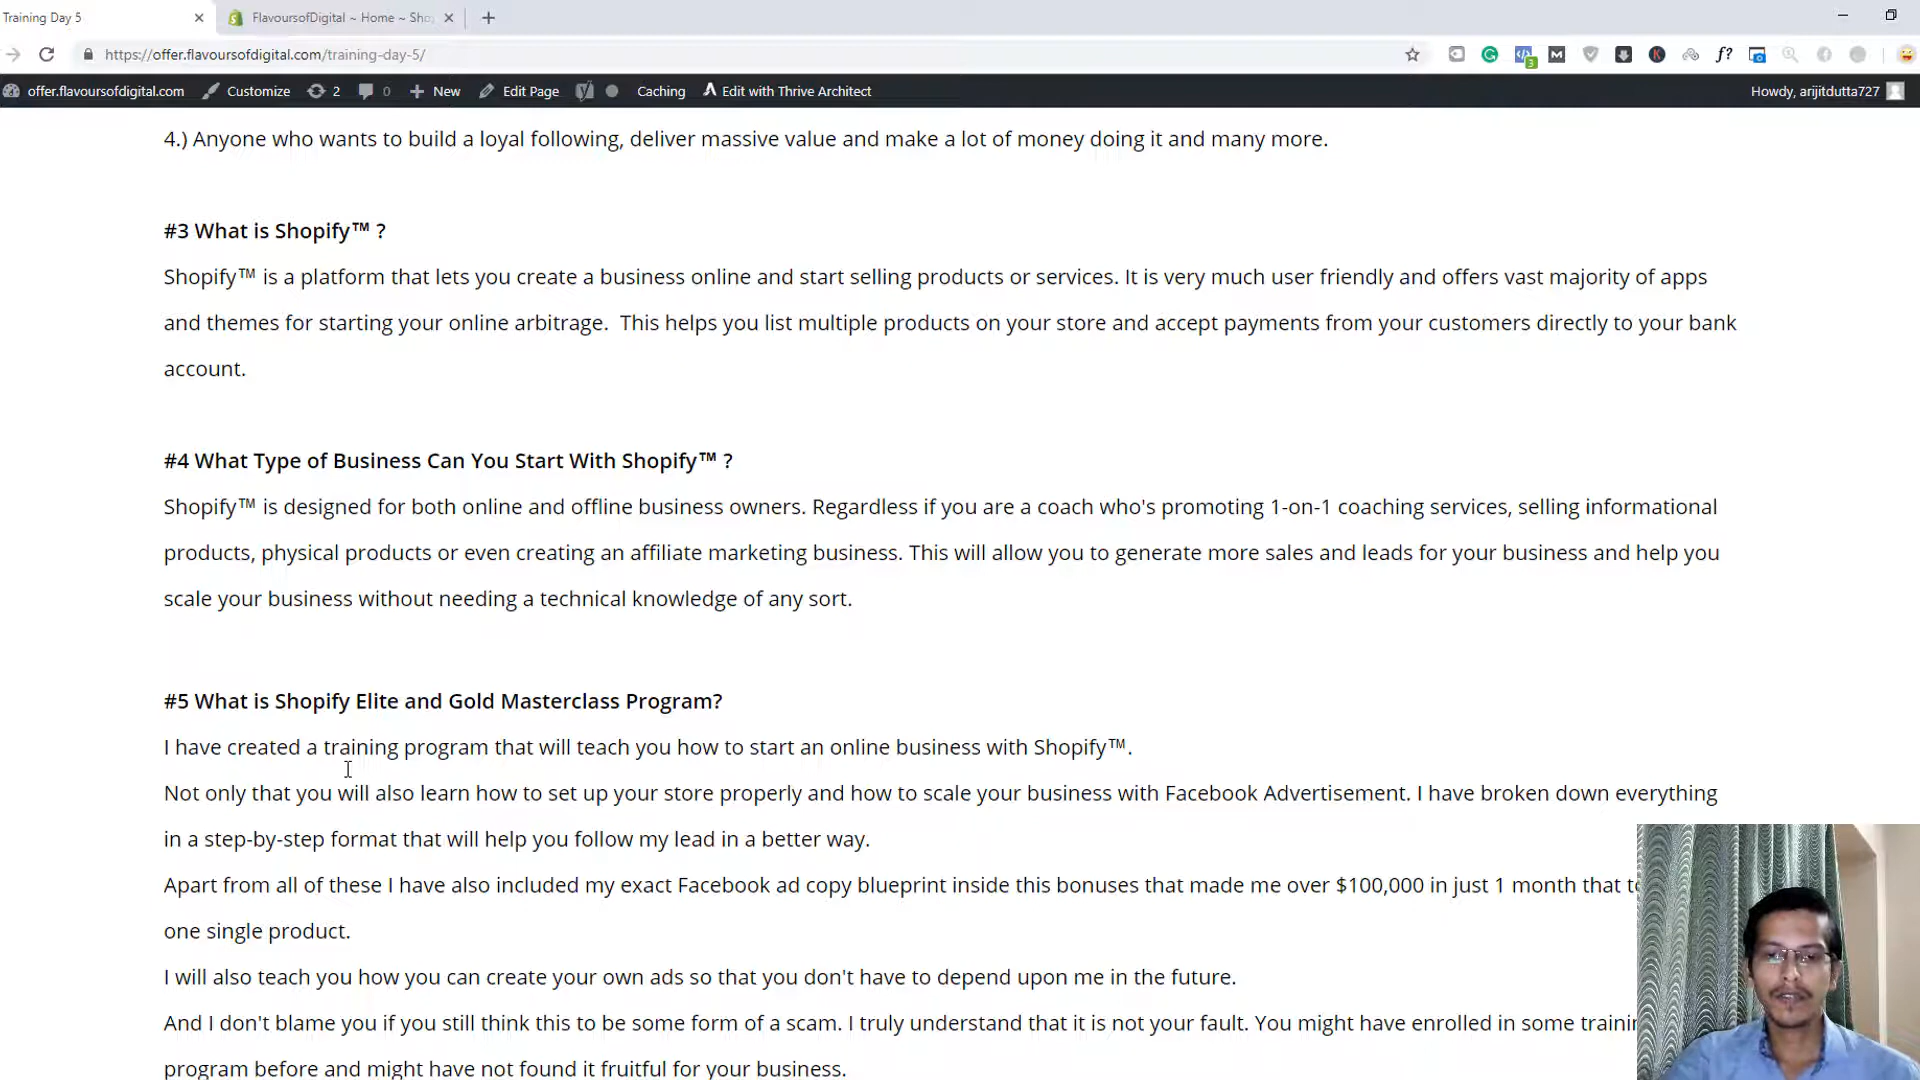 Training Day 5
FlavoursofDigital ~ Home ~ Sho
https://offer.flavoursofdigital.com/training-day-5/
3
offer.flavoursofdigital.com Customize 2 0 New Edit Page Caching Edit with Thrive Architect Howdy, arijitdutta727
4.) Anyone who wants to build a loyal following, deliver massive value and make a lot of money doing it and many more.
#3 What is Shopify™ ?
Shopify™ is a platform that lets you create a business online and start selling products or services. It is very much user friendly and offers vast majority of apps
and themes for starting your online arbitrage. This helps you list multiple products on your store and accept payments from your customers directly to your bank
account.
#4 What Type of Business Can You Start With Shopify™ ?
Shopify™ is designed for both online and offline business owners. Regardless if you are a coach who's promoting 1-on-1 coaching services, selling informational
products, physical products or even creating an affiliate marketing business. This will allow you to generate more sales and leads for your business and help you
scale your business without needing a technical knowledge of any sort.
#5 What is Shopify Elite and Gold Masterclass Program?
I have created a training program that will teach you how to start an online business with Shopify™.
Not only that you will also learn how to set up your store properly and how to scale your business with Facebook Advertisement. I have broken down everything
in a step-by-step format that will help you follow my lead in a better way.
Apart from all of these I have also included my exact Facebook ad copy blueprint inside this bonuses that made me over $100,000 in just 1 month that
one single product.
I will also teach you how you can create your own ads so that you don't have to depend upon me in the future.
And I don't blame you if you still think this to be some form of a scam. I truly understand that it is not your fault. You might have enrolled in some trainin
program before and might have not found it fruitful for your business.